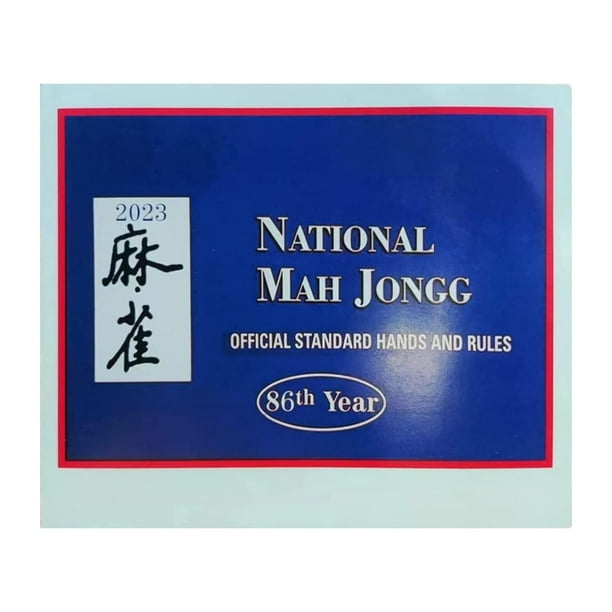 2023
麻
雀
NATIONAL
MAH JONGG
OFFICIAL STANDARD HANDS AND RULES
86th Year